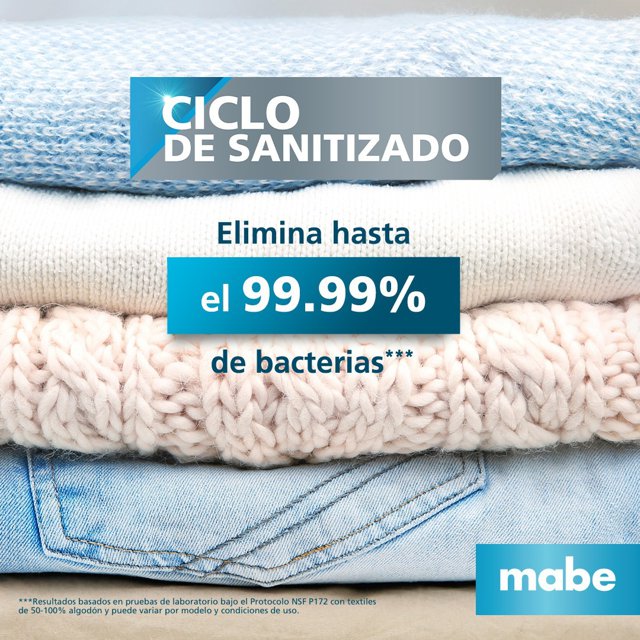 CICLO
DE SANITIZADO
Elimina hasta
el 99.99%
de bacterias***
mabe
***Resultados basados en pruebas de laboratorio bajo el Protocolo NSF P172 con textiles
de 50-100% algodón y puede variar por modelo y condiciones de uso.